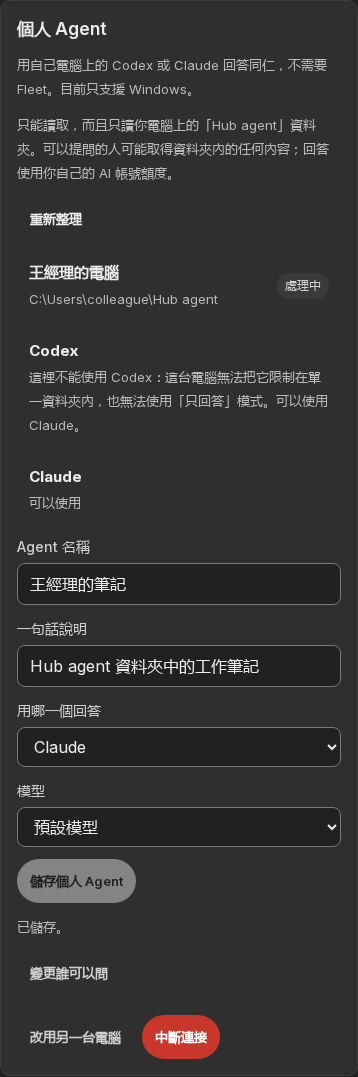 個人 Agent
用自己電腦上的 Codex 或 Claude 回答同仁，不需要
Fleet。目前只支援 Windows。
只能讀取，而且只讀你電腦上的「Hub agent」資料
夾。可以提問的人可能取得資料夾內的任何內容；回答
使用你自己的 AI 帳號額度。
重新整理
王經理的電腦
處理中
C:\Users\colleague\Hub agent
Codex
這裡不能使用 Codex：這台電腦無法把它限制在單
一資料夾內，也無法使用「只回答」模式。可以使用
Claude。
Claude
可以使用
Agent 名稱
王經理的筆記
一句話說明
Hub agent 資料夾中的工作筆記
用哪一個回答
Claude
模型
預設模型
儲存個人 Agent
已儲存。
變更誰可以問
改用另一台電腦
中斷連接